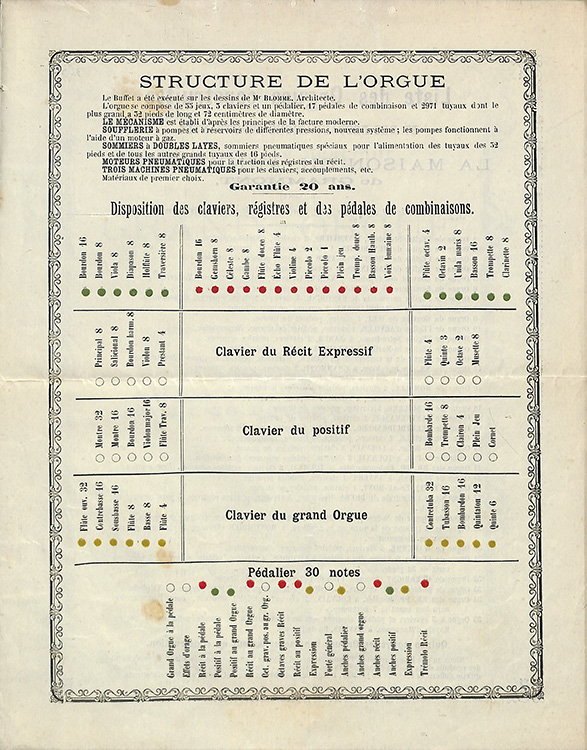 STRUCTURE DE L'ORGUE
Le Buffet a été exécuté sur les dessins de Mr BLOMME, Architecte.
L'orgue se compose de 55 jeux, 3 claviers et un pédalier, 17 pédales de combinaison et 2971 tuyaux dont le
plus grand a 32 pieds de long et 72 centimètres de diamètre.
LE MÉCANISME est établi d'après les principes de la facture moderne.
SOUFFLERIE à pompes et à réservoirs de différentes pressions, nouveau système; les pompes fonctionnent à
l'aide d'un moteur à gaz.
SOMMIERS à DOUBLES LAYES, sommiers pneumatiques spéciaux pour l'alimentation des tuyaux des 32
pieds et de tous les autres grands tuyaux des 16 pieds.
MOTEURS PNEUMATIQUES pour la traction des régistres du récit.
TROIS MACHINES PNEUMATIQUES pour les claviers, accouplements, etc.
Matériaux de premier choix.
Garantie 20 ans.
Disposition des claviers, régistres et des pédales de combinaisons.
Bourdon 16
Bourdon 8
Viola 8
Diapason 8
Holflûte 8
Traversière 8
Bourdon 16
Gemshorn 8
Céleste 8
Gambe 8
Flûte douce 8
Echo Flûte 4
Violine 4
Piccolo 2
Piccolo 1
Plein jeu
Tromp. douce 8
Basson Hautb. 8
Voix humaine 8
Flûte octav. 4
Octavin 2
Unda maris 8
Basson 16
Trompette 8
Clarinette 8
Principal 8
Salicional 8
Bourdon harm. 8
Violon 8
Prestant 4
Clavier du Récit Expressif
Flûte 4
Quinte 3
Octave 2
Musette 8
Montre 32
Montre 16
Bourdon 16
Violon major 16
Flûte Trav. 8
Clavier du positif
Bombarde 16
Trompette 8
Clairon 4
Plein Jeu
Cornet
Flûte ouv. 32
Contrebasse 16
Soubasse 16
Flûte 8
Basse 8
Flûte 4
Clavier du grand Orgue
Contretuba 32
Tubasson 16
Bombardon 16
Quintaton 12
Quinte 6
Pédalier 30 notes
Grand Orgue à la pédale
Effets d'orage
Récit à la pédale
Positif à la pédale
Positif au grand Orgue
Récit au grand Orgue
Oct. grav. pos. au gr. Org.
Octaves graves Récit
Récit au positif
Expression
Forté général
Anches pédalier
Anches grand orgue
Anches récit
Anches positif
Expression
Trémolo Récit